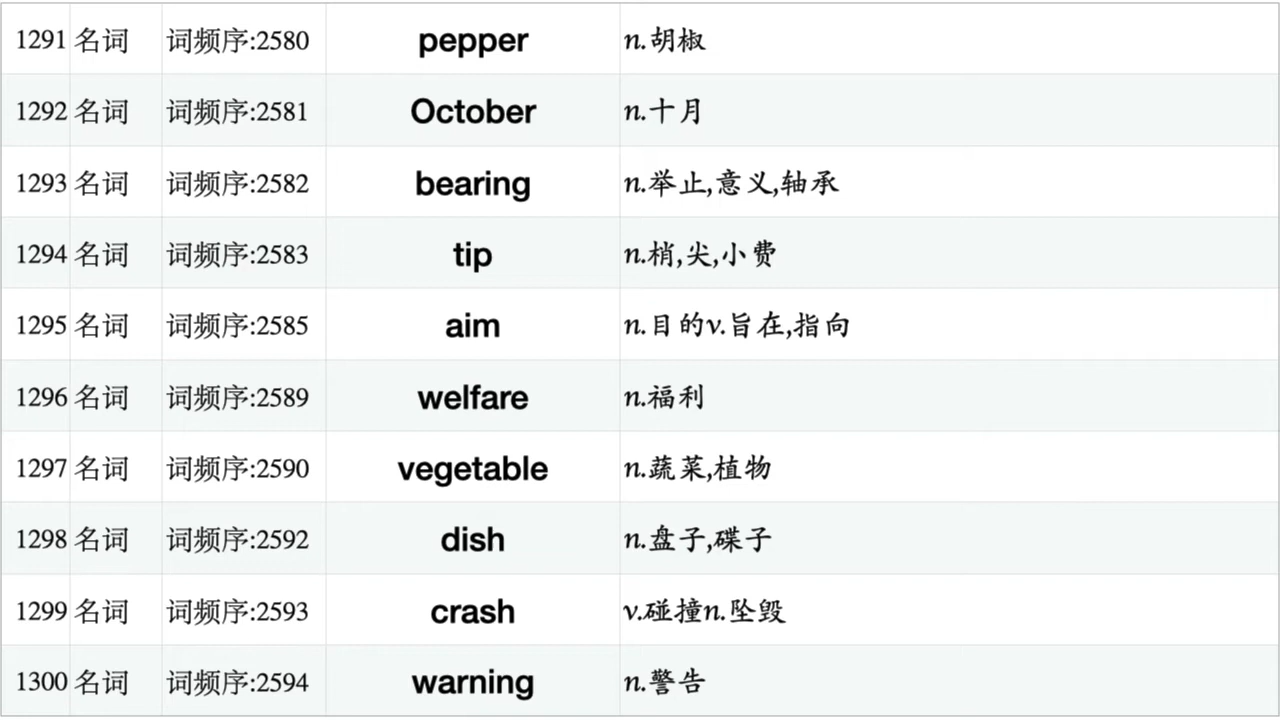 1291 名词 词频序:2580 pepper n.胡椒
1292 名词 词频序:2581 October n.十月
1293 名词 词频序:2582 bearing n.举止,意义,轴承
1294 名词 词频序:2583 tip n.梢,尖,小费
1295 名词 词频序:2585 aim n.目的v.旨在,指向
1296 名词 词频序:2589 welfare n.福利
1297 名词 词频序:2590 vegetable n.蔬菜,植物
1298 名词 词频序:2592 dish n.盘子,碟子
1299 名词 词频序:2593 crash v.碰撞n.坠毁
1300 名词 词频序:2594 warning n.警告